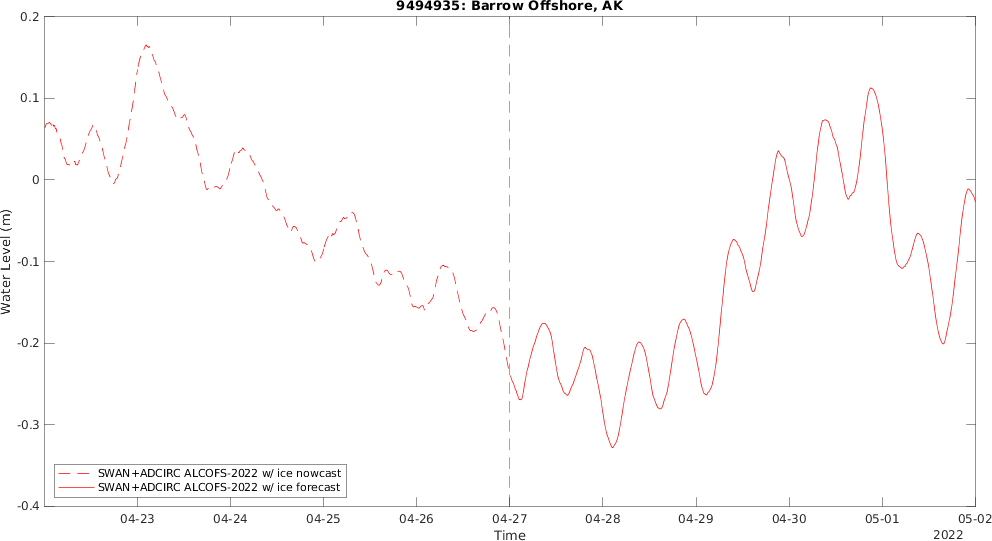 9494935: Barrow Offshore, AK
0.2
0.1
0
-0.1
-0.2
-0.3
-0.4
Water Level (m)
SWAN+ADCIRC ALCOFS-2022 w/ ice nowcast
SWAN+ADCIRC ALCOFS-2022 w/ ice forecast
04-23 04-24 04-25 04-26 04-27 04-28 04-29 04-30 05-01 05-02
Time
2022